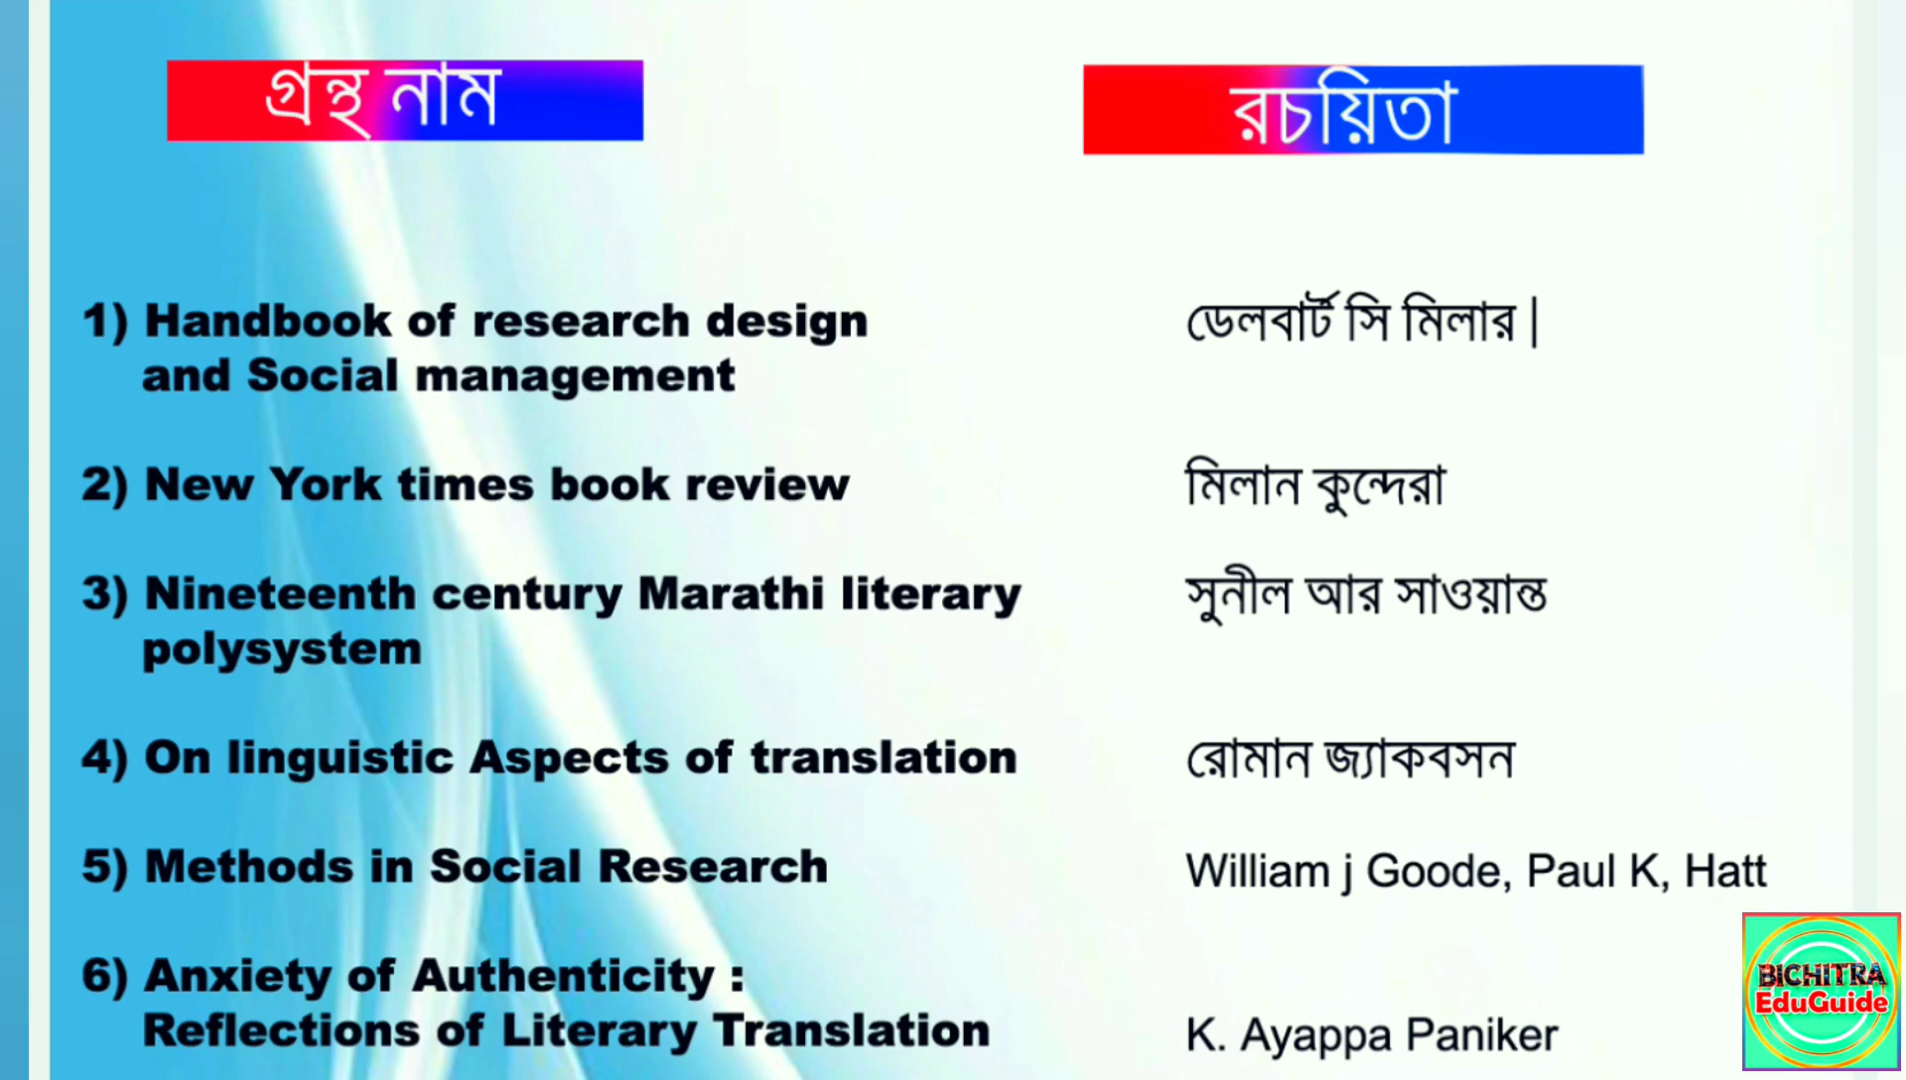 গ্রন্থ নাম
রচয়িতা
1) Handbook of research design
and Social management
ডেলবার্ট সি মিলার |
2) New York times book review
মিলান কুন্দেরা
3) Nineteenth century Marathi literary
polysystem
সুনীল আর সাওয়ান্ত
4) On linguistic Aspects of translation
রোমান জ্যাকবসন
5) Methods in Social Research
William j Goode, Paul K, Hatt
6) Anxiety of Authenticity :
Reflections of Literary Translation
K. Ayappa Paniker
BICHITRA
EduGuide